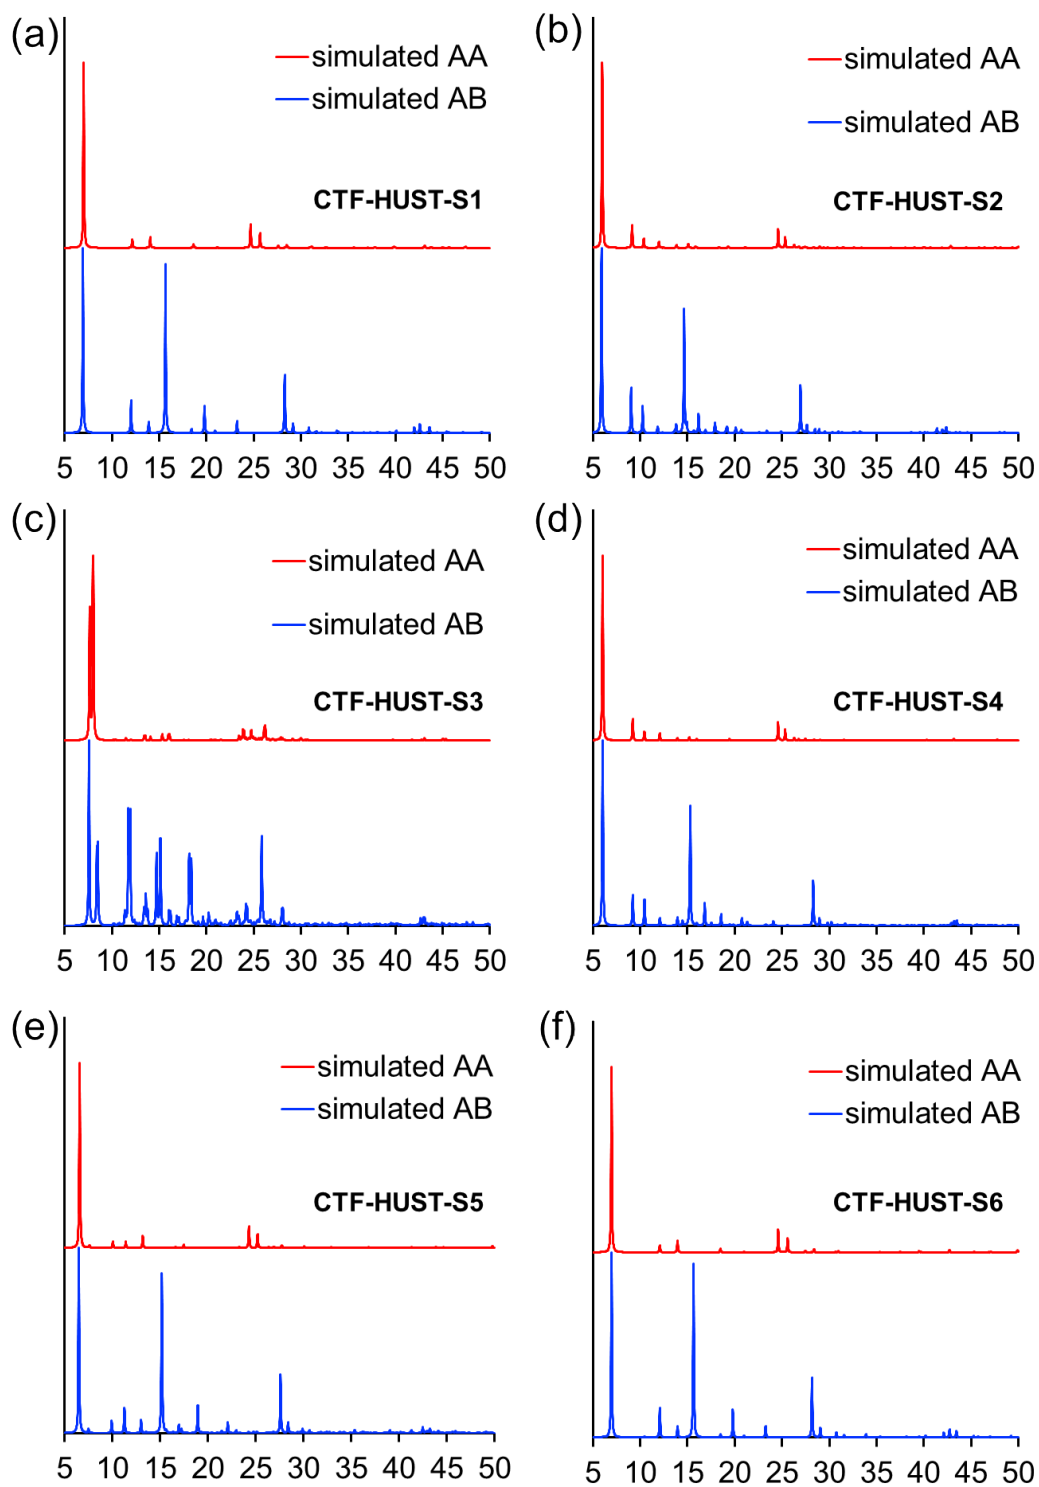 (a)
simulated AA
simulated AB
CTF-HUST-S1
5 10 15 20 25 30 35 40 45 50
(b)
simulated AA
simulated AB
CTF-HUST-S2
5 10 15 20 25 30 35 40 45 50
(c)
simulated AA
simulated AB
CTF-HUST-S3
5 10 15 20 25 30 35 40 45 50
(d)
simulated AA
simulated AB
CTF-HUST-S4
5 10 15 20 25 30 35 40 45 50
(e)
simulated AA
simulated AB
CTF-HUST-S5
5 10 15 20 25 30 35 40 45 50
(f)
simulated AA
simulated AB
CTF-HUST-S6
5 10 15 20 25 30 35 40 45 50